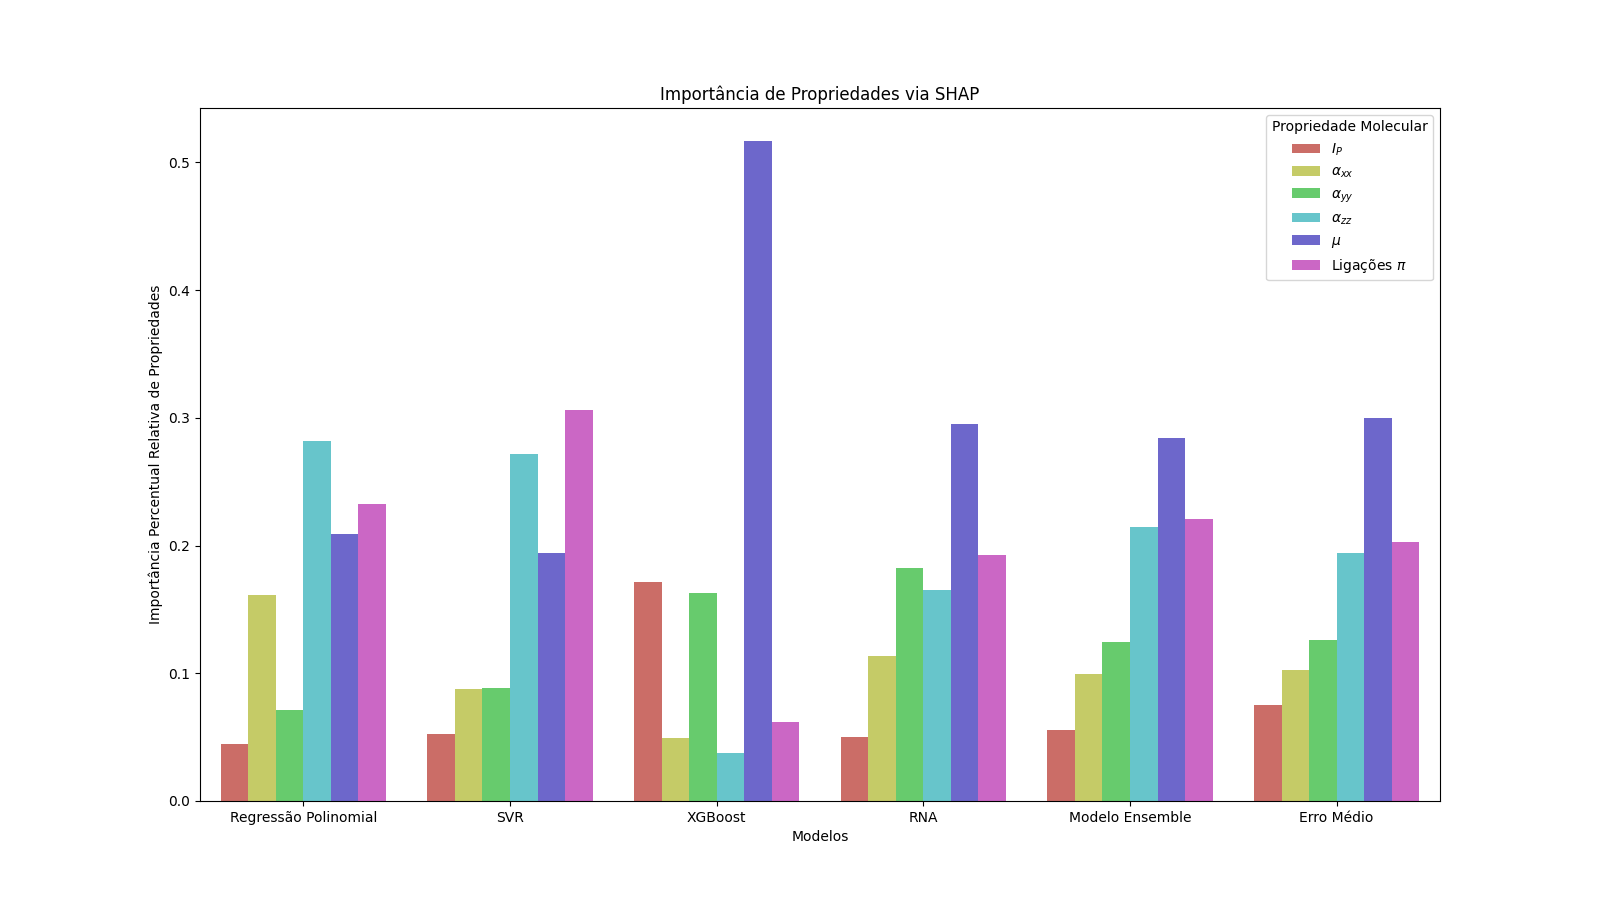 Importância de Propriedades via SHAP
Propriedade Molecular
I_P
α_xx
α_yy
α_zz
μ
Ligações π
Importância Percentual Relativa de Propriedades
0.5
0.4
0.3
0.2
0.1
0.0
Regressão Polinomial SVR XGBoost RNA Modelo Ensemble Erro Médio
Modelos